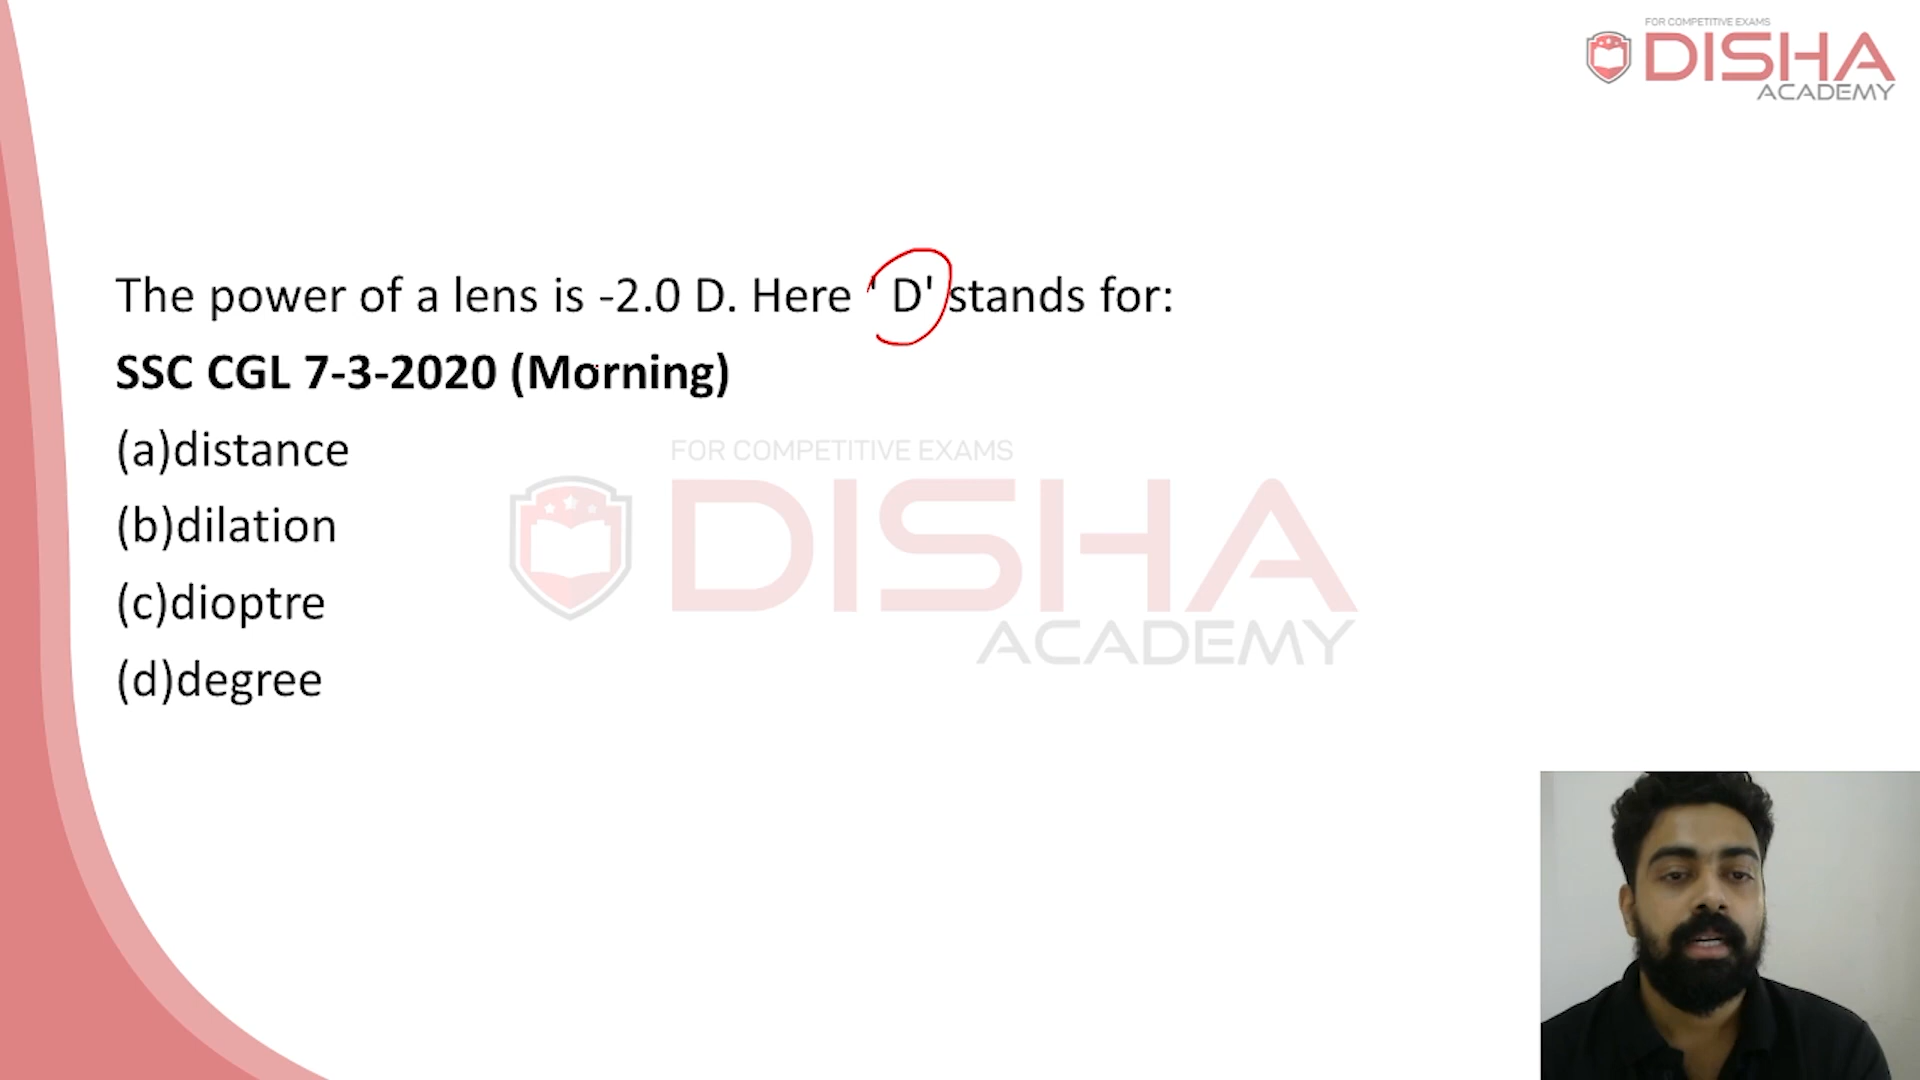 FOR COMPETITIVE EXAMS
DISHA
ACADEMY
The power of a lens is -2.0 D. Here ' D' stands for:
SSC CGL 7-3-2020 (Morning)
(a)distance
FOR COMPETITIVE EXAMS
(b)dilation
DISHA
(c)dioptre
ACADEMY
(d)degree